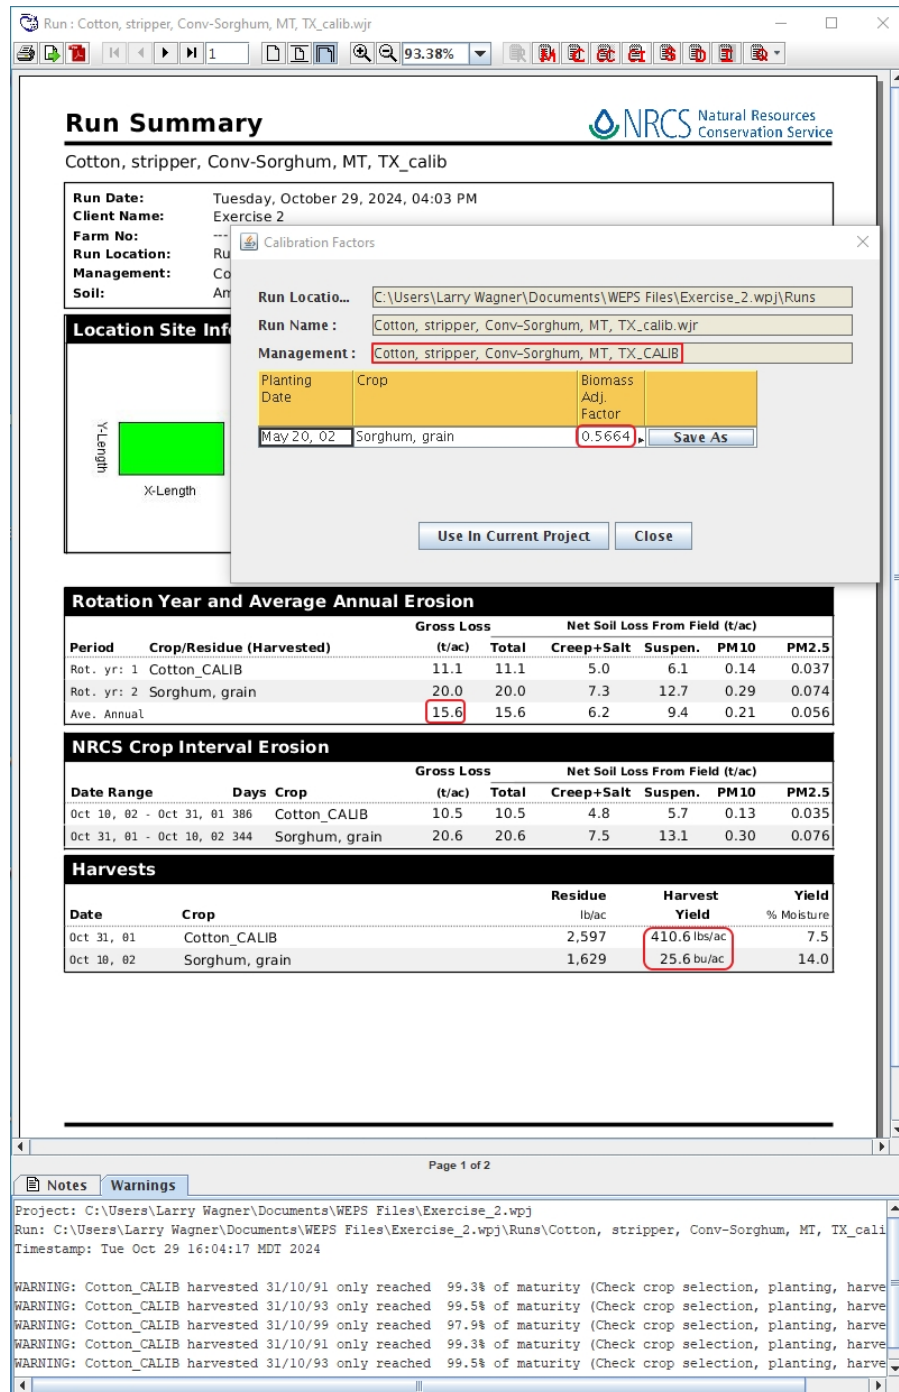 Run : Cotton, stripper, Conv-Sorghum, MT, TX_calib.wjr
1
93.38%
Run Summary
NRCS Natural Resources Conservation Service
Cotton, stripper, Conv-Sorghum, MT, TX_calib
Run Date: Tuesday, October 29, 2024, 04:03 PM
Client Name: Exercise 2
Farm No: ---
Run Location: Ru
Management: Co
Soil: Am
Location Site Inf
Y-Length
X-Length
Calibration Factors
Run Locatio... C:\Users\Larry Wagner\Documents\WEPS Files\Exercise_2.wpj\Runs
Run Name : Cotton, stripper, Conv-Sorghum, MT, TX_calib.wjr
Management : Cotton, stripper, Conv-Sorghum, MT, TX_CALIB
Planting Date Crop Biomass Adj. Factor
May 20, 02 Sorghum, grain 0.5664 Save As
Use In Current Project Close
Rotation Year and Average Annual Erosion
Gross Loss Net Soil Loss From Field (t/ac)
Period Crop/Residue (Harvested) (t/ac) Total Creep+Salt Suspen. PM10 PM2.5
Rot. yr: 1 Cotton_CALIB 11.1 11.1 5.0 6.1 0.14 0.037
Rot. yr: 2 Sorghum, grain 20.0 20.0 7.3 12.7 0.29 0.074
Ave. Annual 15.6 15.6 6.2 9.4 0.21 0.056
NRCS Crop Interval Erosion
Gross Loss Net Soil Loss From Field (t/ac)
Date Range Days Crop (t/ac) Total Creep+Salt Suspen. PM10 PM2.5
Oct 10, 02 - Oct 31, 01 386 Cotton_CALIB 10.5 10.5 4.8 5.7 0.13 0.035
Oct 31, 01 - Oct 10, 02 344 Sorghum, grain 20.6 20.6 7.5 13.1 0.30 0.076
Harvests
Residue Harvest Yield
Date Crop lb/ac Yield % Moisture
Oct 31, 01 Cotton_CALIB 2,597 410.6 lbs/ac 7.5
Oct 10, 02 Sorghum, grain 1,629 25.6 bu/ac 14.0
Page 1 of 2
Notes Warnings
Project: C:\Users\Larry Wagner\Documents\WEPS Files\Exercise_2.wpj
Run: C:\Users\Larry Wagner\Documents\WEPS Files\Exercise_2.wpj\Runs\Cotton, stripper, Conv-Sorghum, MT, TX_cali
Timestamp: Tue Oct 29 16:04:17 MDT 2024
WARNING: Cotton_CALIB harvested 31/10/91 only reached 99.3% of maturity (Check crop selection, planting, harve
WARNING: Cotton_CALIB harvested 31/10/93 only reached 99.5% of maturity (Check crop selection, planting, harve
WARNING: Cotton_CALIB harvested 31/10/99 only reached 97.9% of maturity (Check crop selection, planting, harve
WARNING: Cotton_CALIB harvested 31/10/91 only reached 99.3% of maturity (Check crop selection, planting, harve
WARNING: Cotton_CALIB harvested 31/10/93 only reached 99.5% of maturity (Check crop selection, planting, harve